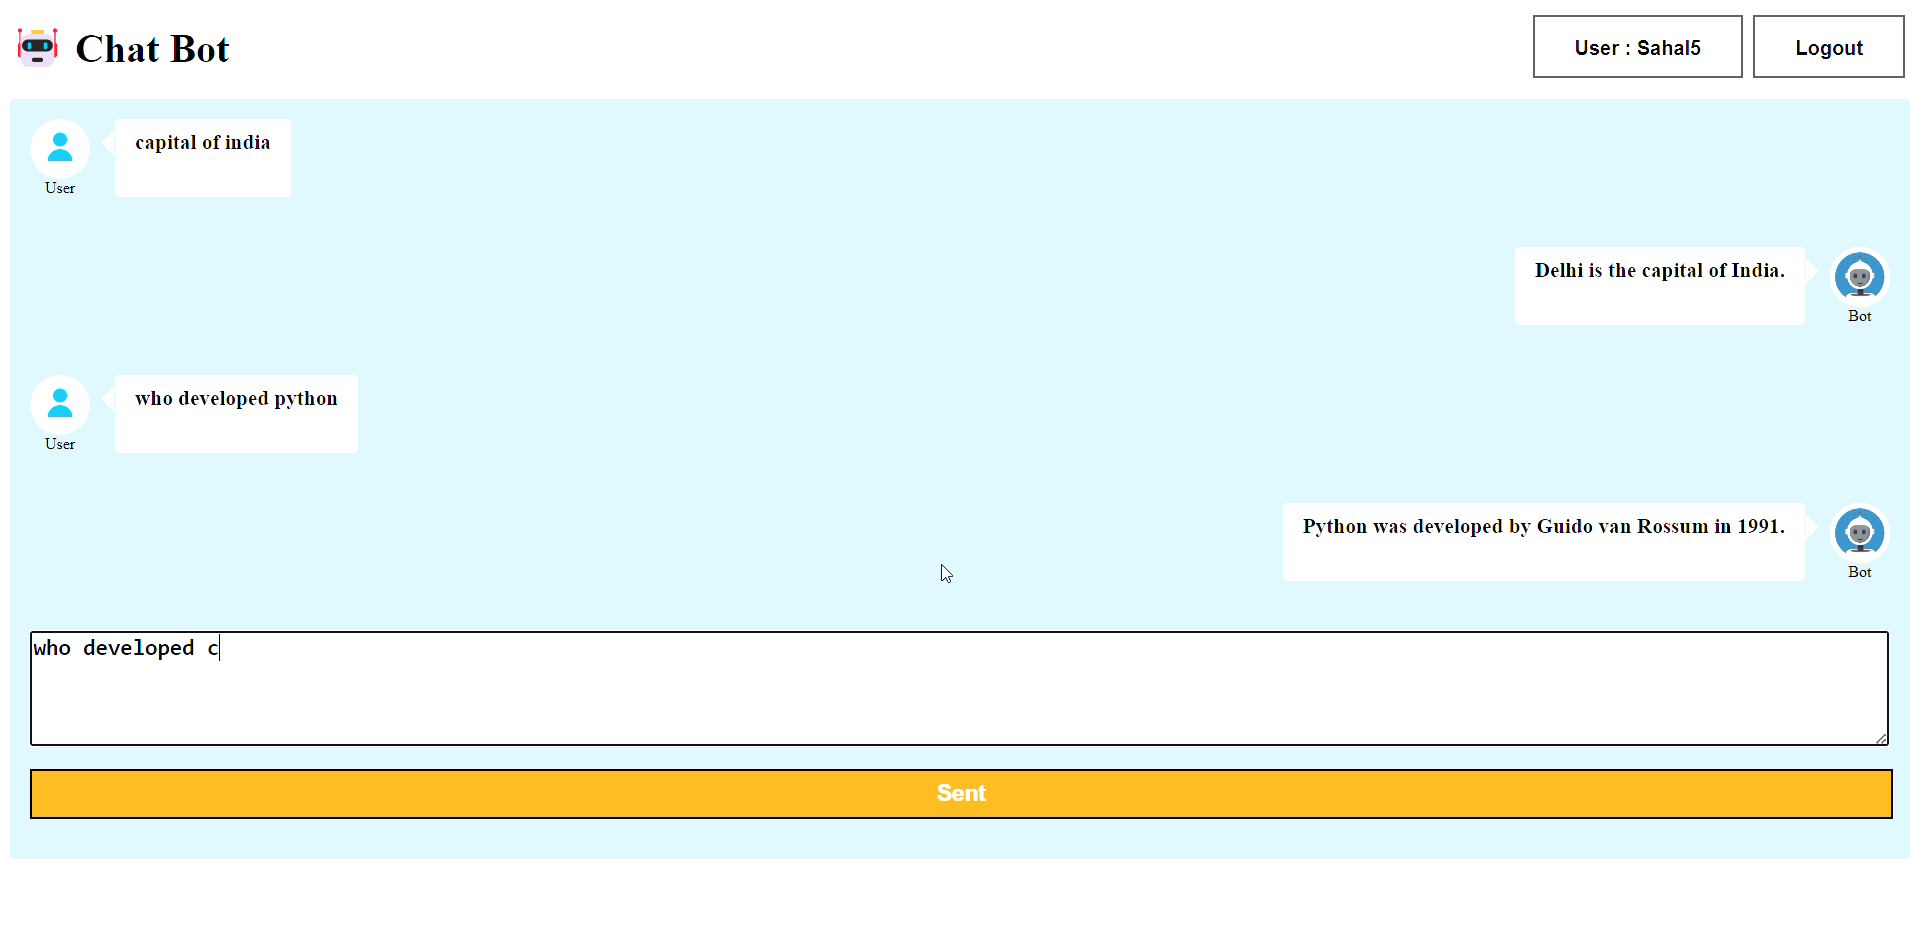 Chat Bot
User : Sahal5
Logout
capital of india
User
Delhi is the capital of India.
Bot
who developed python
User
Python was developed by Guido van Rossum in 1991.
Bot
who developed c
Sent